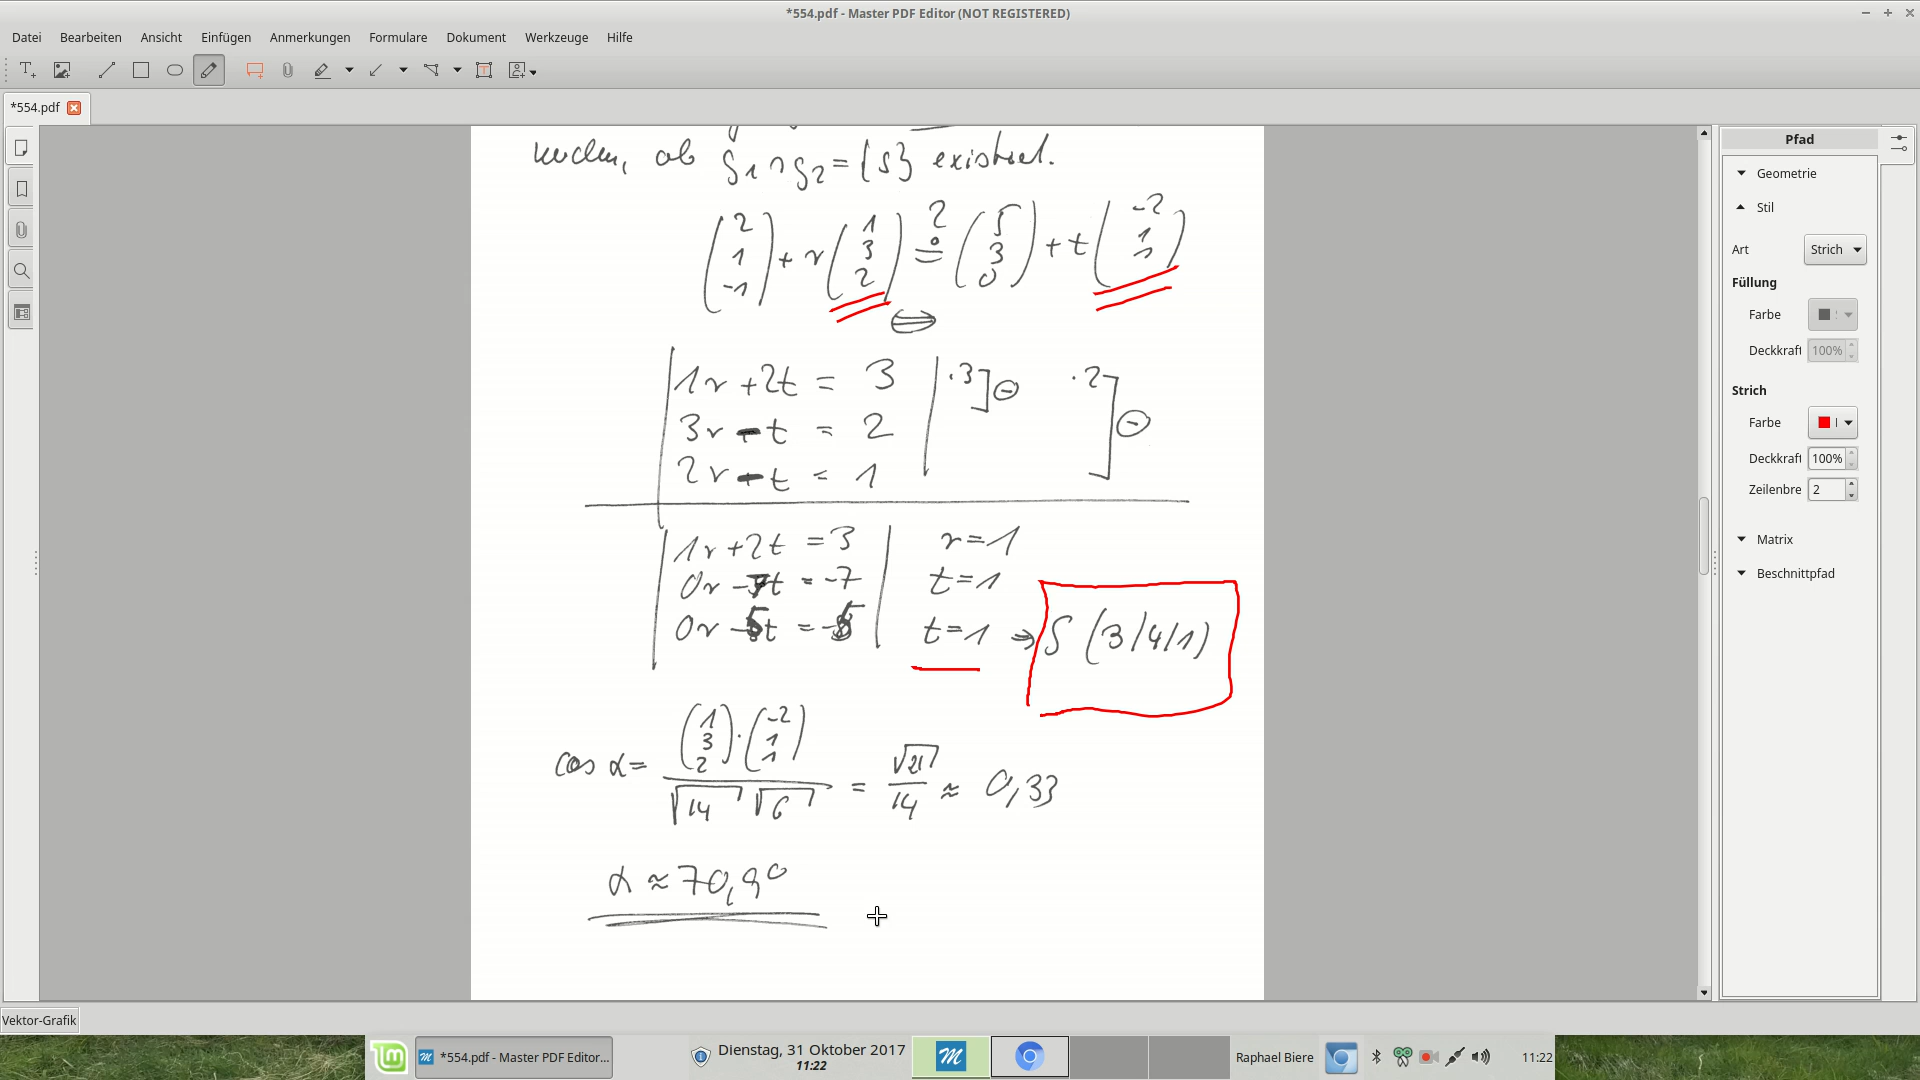 *554.pdf - Master PDF Editor (NOT REGISTERED)
Datei Bearbeiten Ansicht Einfügen Anmerkungen Formulare Dokument Werkzeuge Hilfe
*554.pdf
ob g₁∩g₂={S} existiert.
(2 1 -1) + r (1 3 2) ≟ (5 3 0) + t (-2 1 1)
⇔
1r + 2t = 3 | ·3 ] ⊖ ·2 ] ⊖
3r - t = 2
2r - t = 1
1r + 2t = 3 | r = 1
0r - 7t = -7 | t = 1
0r - 5t = -5 | t = 1 ⇒ S (3/4/1)
cos α = (1 3 2) · (-2 1 1) / √14 √6 = √21 / 14 ≈ 0,33
α ≈ 70,9°
Pfad
Geometrie
Stil
Art Strich
Füllung
Farbe
Deckkraft 100%
Strich
Farbe
Deckkraft 100%
Zeilenbre 2
Matrix
Beschnittpfad
Vektor-Grafik
*554.pdf - Master PDF Editor...
Dienstag, 31 Oktober 2017
11:22
Raphael Biere
11:22